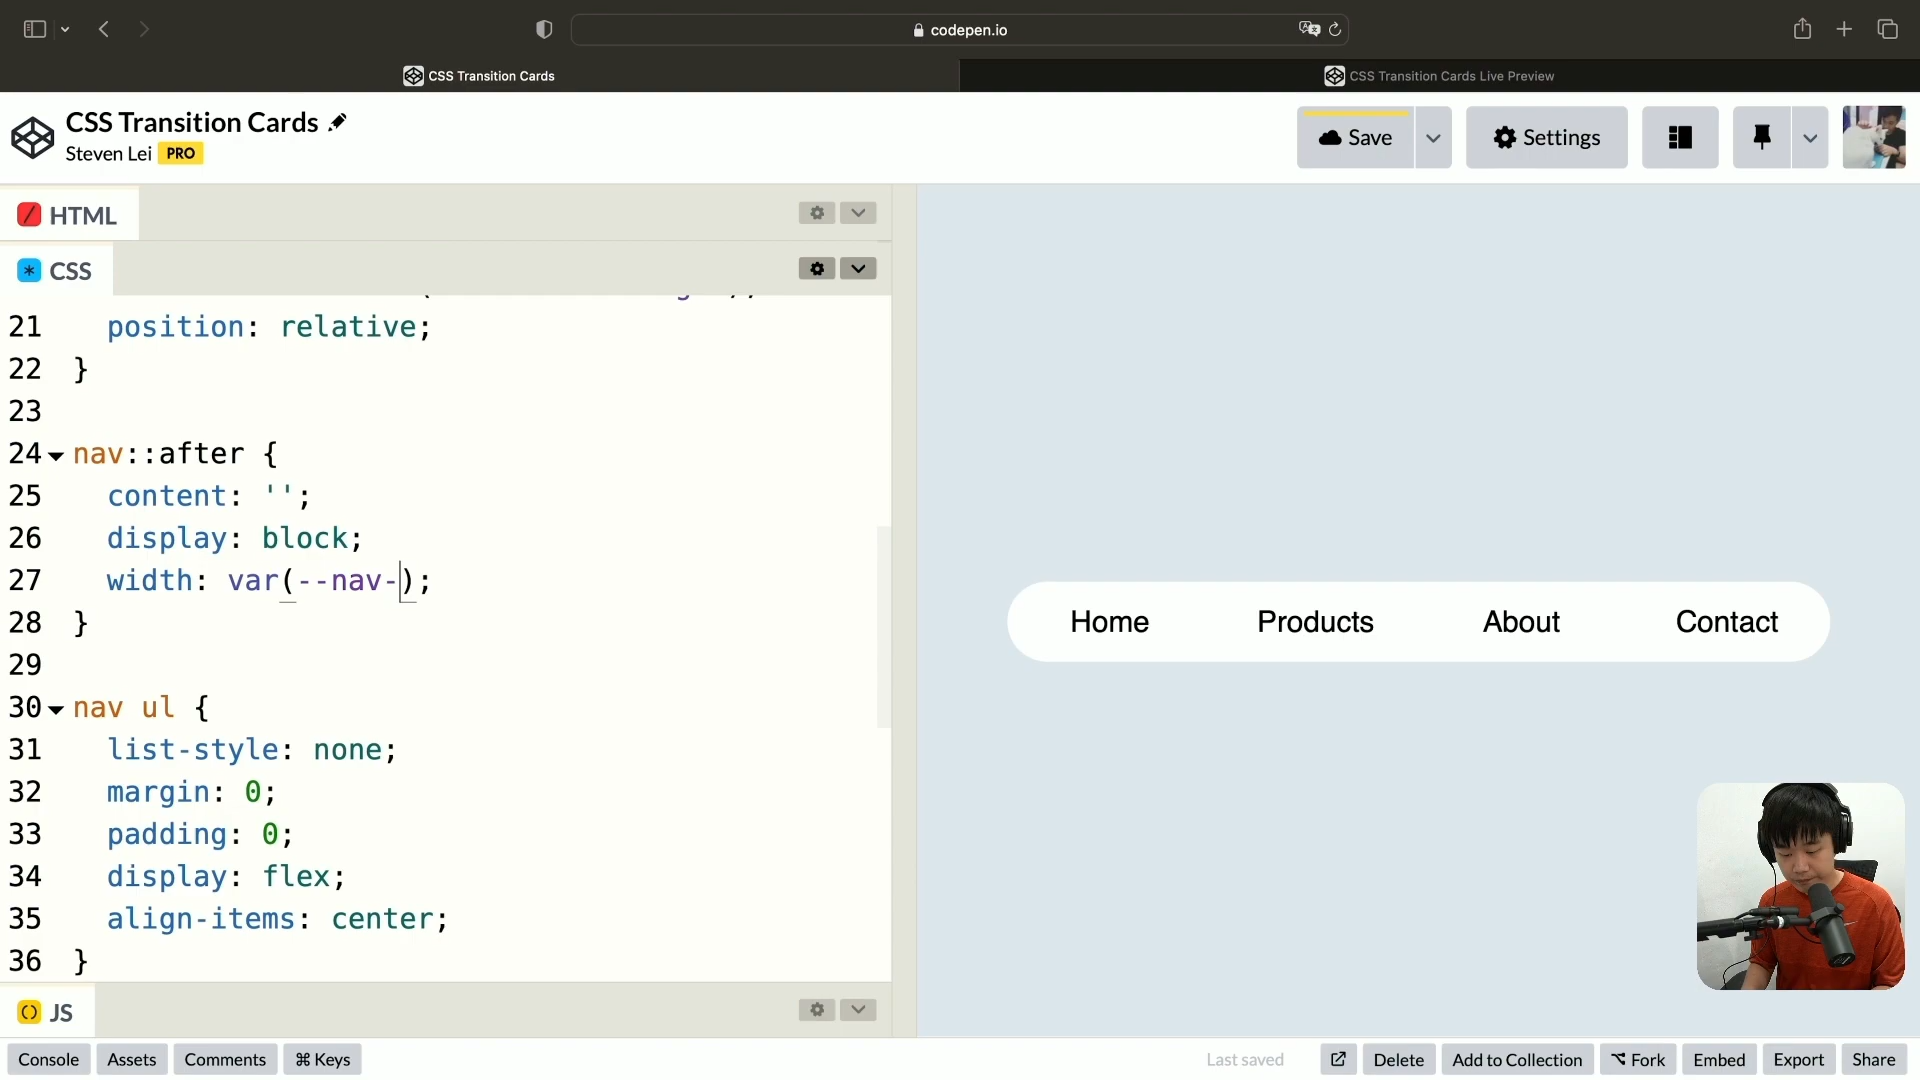 codepen.io
CSS Transition Cards
CSS Transition Cards Live Preview
CSS Transition Cards
Steven Lei PRO
Save
Settings
HTML
CSS
21 position: relative;
22 }
23
24 nav::after {
25 content: '';
26 display: block;
27 width: var(--nav-);
28 }
29
30 nav ul {
31 list-style: none;
32 margin: 0;
33 padding: 0;
34 display: flex;
35 align-items: center;
36 }
JS
Home Products About Contact
Console Assets Comments ⌘ Keys
Last saved Delete Add to Collection Fork Embed Export Share